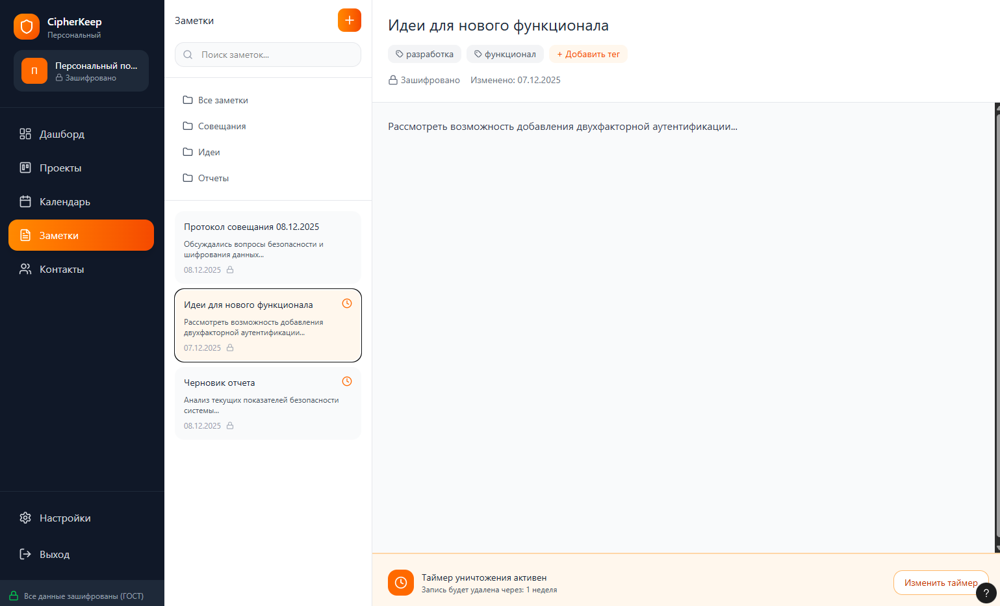 CipherKeep
Персональный
П
Персональный по...
Зашифровано
Дашборд
Проекты
Календарь
Заметки
Контакты
Настройки
Выход
Все данные зашифрованы (ГОСТ)
Заметки
Поиск заметок...
Все заметки
Совещания
Идеи
Отчеты
Протокол совещания 08.12.2025
Обсуждались вопросы безопасности и
шифрования данных...
08.12.2025
Идеи для нового функционала
Рассмотреть возможность добавления
двухфакторной аутентификации...
07.12.2025
Черновик отчета
Анализ текущих показателей безопасности
системы...
08.12.2025
Идеи для нового функционала
разработка
функционал
+ Добавить тег
Зашифровано
Изменено: 07.12.2025
Рассмотреть возможность добавления двухфакторной аутентификации...
Таймер уничтожения активен
Запись будет удалена через: 1 неделя
Изменить таймер
?